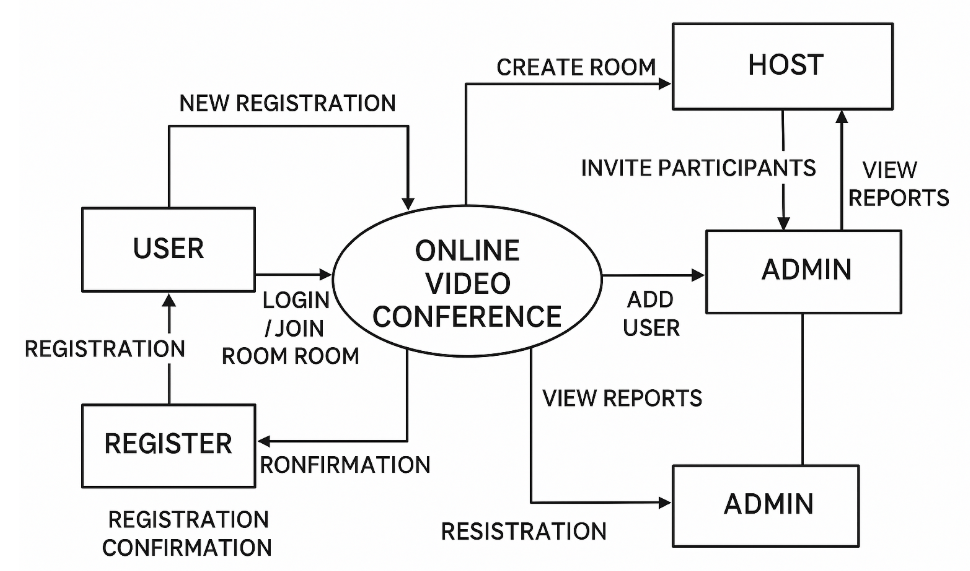 HOST
CREATE ROOM
NEW REGISTRATION
INVITE PARTICIPANTS
VIEW
REPORTS
USER
ONLINE
VIDEO
CONFERENCE
ADMIN
LOGIN
/JOIN
ROOM ROOM
ADD
USER
REGISTRATION
VIEW REPORTS
REGISTER
RONFIRMATION
ADMIN
REGISTRATION
CONFIRMATION
RESISTRATION